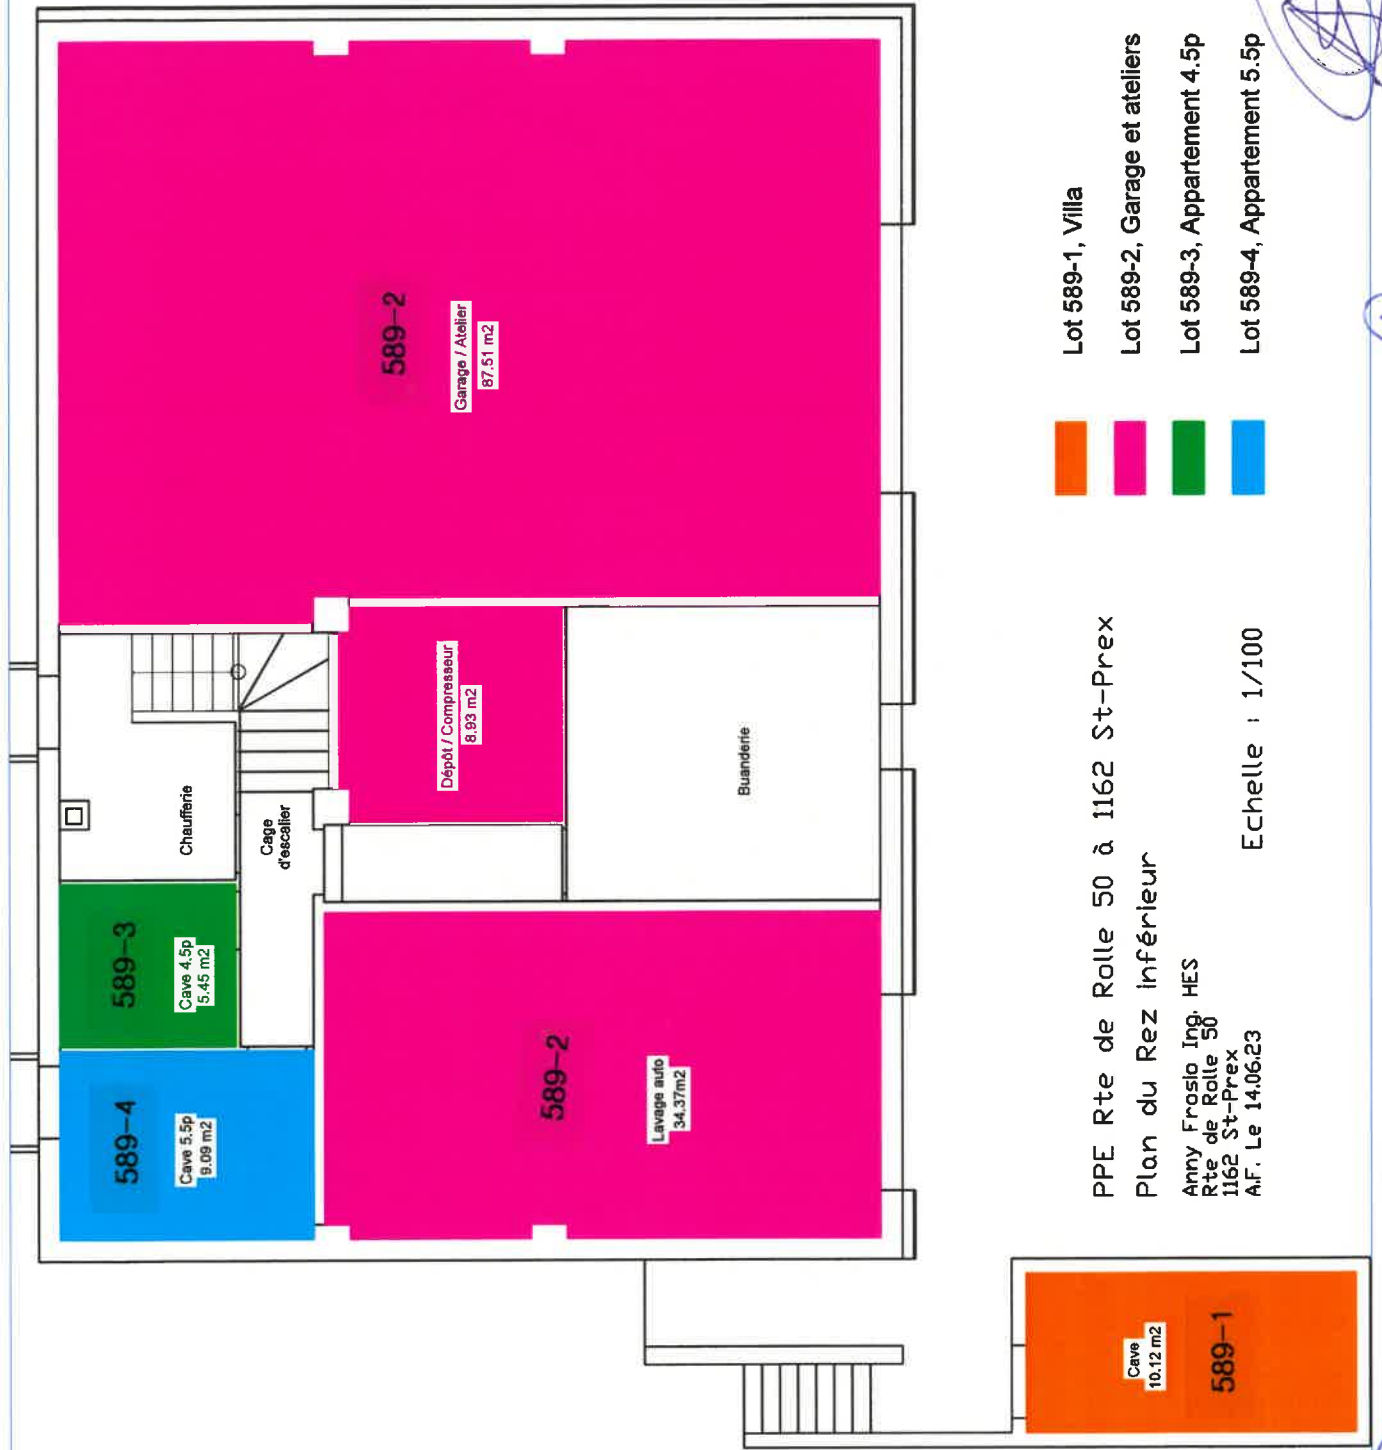 589-4
Cave 5.5p
9.09 m2
589-3
Cave 4.5p
5.45 m2
Chaufferie
Cage
d'escalier
589-2
Garage / Atelier
87.51 m2
Dépôt / Compresseur
8.93 m2
Buanderie
589-2
Lavage auto
34.37m2
Cave
10.12 m2
589-1
PPE Rte de Rolle 50 à 1162 St-Prex
Plan du Rez inférieur
Anny Frasio Ing. HES
Rte de Rolle 50
1162 St-Prex
A.F. Le 14.06.23
Echelle : 1/100
Lot 589-1, Villa
Lot 589-2, Garage et ateliers
Lot 589-3, Appartement 4.5p
Lot 589-4, Appartement 5.5p